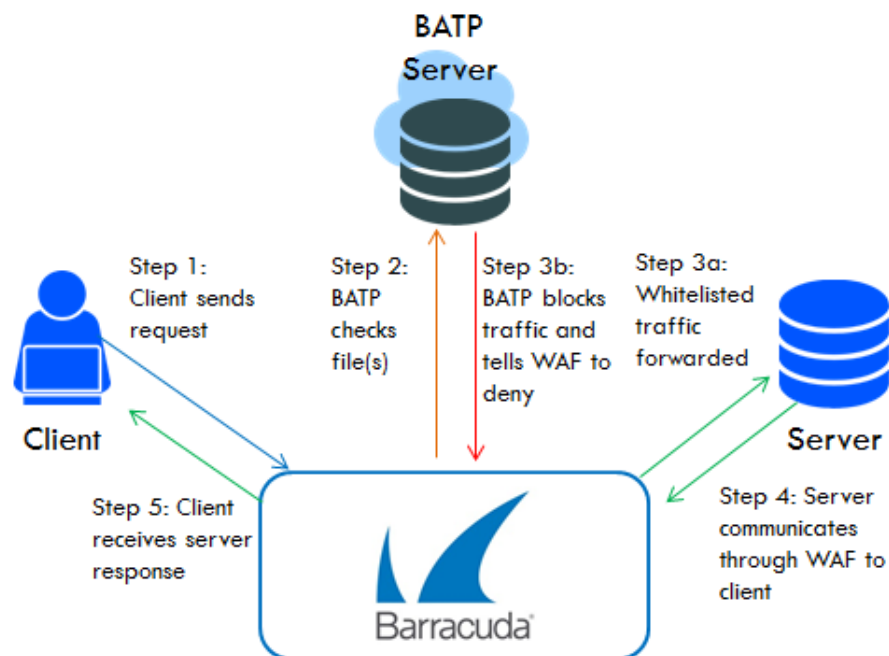 BATP
Server
Step 1:
Client sends
request
Step 2:
BATP
checks
file(s)
Step 3b:
BATP blocks
traffic and
tells WAF to
deny
Step 3a:
Whitelisted
traffic
forwarded
Client
Server
Step 5: Client
receives server
response
Step 4: Server
communicates
through WAF to
client
Barracuda